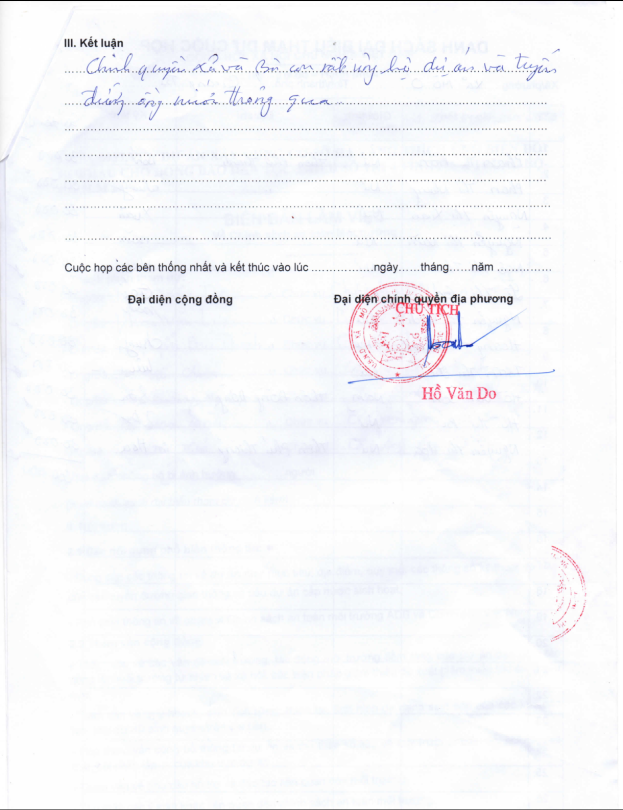 III. Kết luận
Chính quyền xã và Bà con rất ủng hộ dự án và tuyến
đường ống nước thông qua
Cuộc họp các bên thống nhất và kết thúc vào lúc ..................ngày......tháng......năm ...............
Đại diện cộng đồng
Đại diện chính quyền địa phương
CHỦ TỊCH
Hồ Văn Do